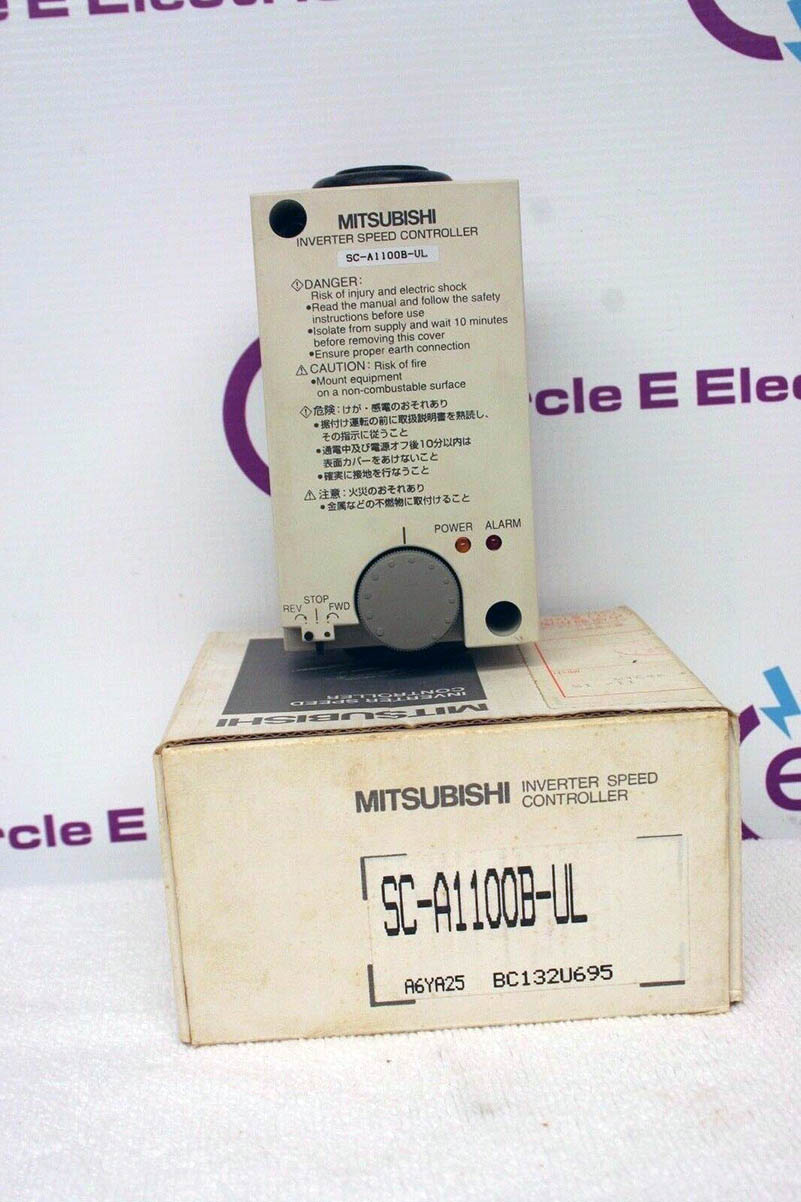 e E Electric
MITSUBISHI
INVERTER SPEED CONTROLLER
SC-A1100B-UL
DANGER:
Risk of injury and electric shock
•Read the manual and follow the safety
instructions before use
•Isolate from supply and wait 10 minutes
before removing this cover
•Ensure proper earth connection
CAUTION: Risk of fire
•Mount equipment
on a non-combustable surface
危険:けが・感電のおそれあり
•据付け運転の前に取扱説明書を熟読し、
その指示に従うこと
•通電中及び電源オフ後10分以内は
表面カバーをあけないこと
•確実に接地を行なうこと
注意:火災のおそれあり
•金属などの不燃物に取付けること
POWER ALARM
REV STOP FWD
rcle E Elec
INVERTER SPEED
CONTROLLER
MITSUBISHI
rcle E
MITSUBISHI INVERTER SPEED
CONTROLLER
SC-A1100B-UL
A6YA25 BC132U695